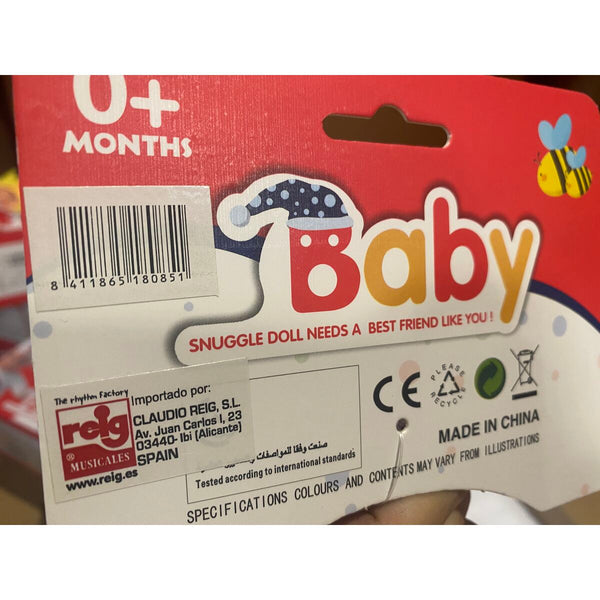 0+
MONTHS
8 411865 180851
Baby
SNUGGLE DOLL NEEDS A BEST FRIEND LIKE YOU !
The rhythm factory
reig
®
MUSICALES
www.reig.es
Importado por:
CLAUDIO REIG, S.L
Av. Juan Carlos I, 23
03440- Ibi (Alicante)
SPAIN
صنعت وفقا للمواصفات
Tested according to international standards
CE
PLEASE
RECYCLE
MADE IN CHINA
SPECIFICATIONS COLOURS AND CONTENTS MAY VARY FROM ILLUSTRATIONS